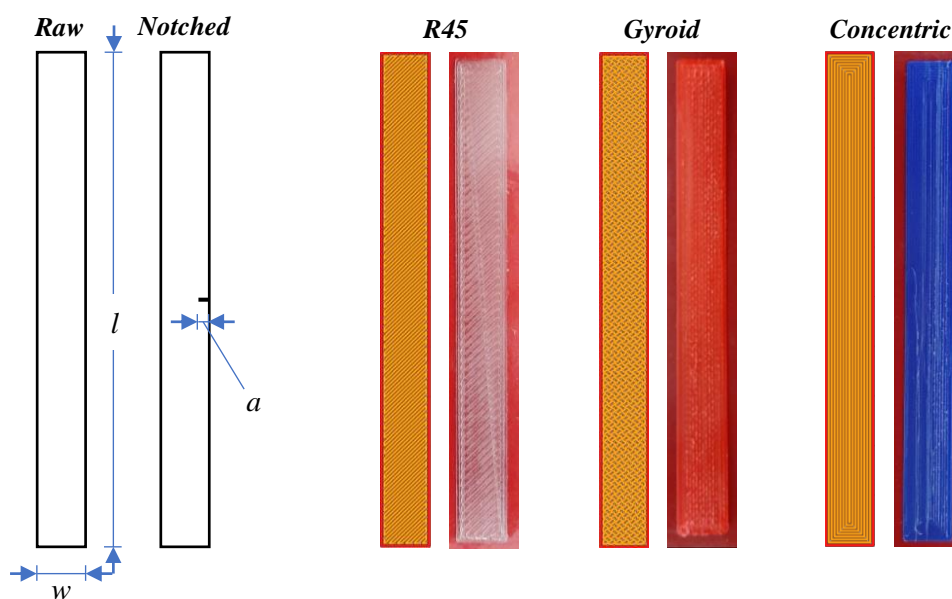 Raw
Notched
R45
Gyroid
Concentric
l
a
w